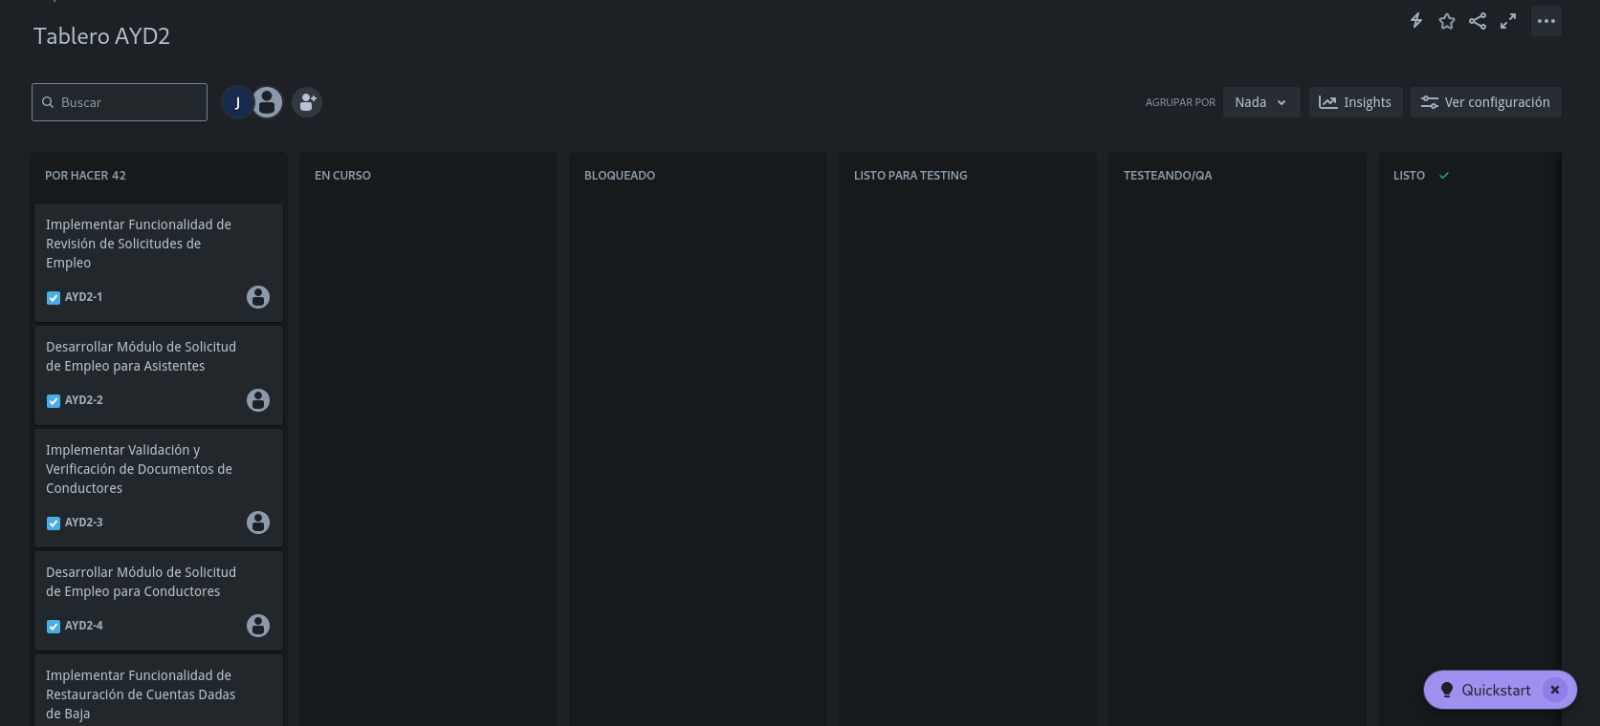 Tablero AYD2
Buscar
J
AGRUPAR POR
Nada
Insights
Ver configuración
POR HACER 42
EN CURSO
BLOQUEADO
LISTO PARA TESTING
TESTEANDO/QA
LISTO
Implementar Funcionalidad de
Revisión de Solicitudes de
Empleo
AYD2-1
Desarrollar Módulo de Solicitud
de Empleo para Asistentes
AYD2-2
Implementar Validación y
Verificación de Documentos de
Conductores
AYD2-3
Desarrollar Módulo de Solicitud
de Empleo para Conductores
AYD2-4
Implementar Funcionalidad de
Restauración de Cuentas Dadas
de Baja
Quickstart